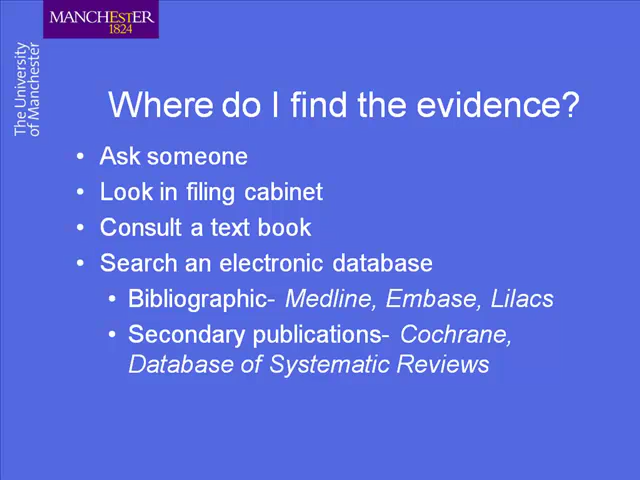 MANCHESTER
1824
The University
of Manchester
Where do I find the evidence?
• Ask someone
• Look in filing cabinet
• Consult a text book
• Search an electronic database
• Bibliographic- Medline, Embase, Lilacs
• Secondary publications- Cochrane,
Database of Systematic Reviews